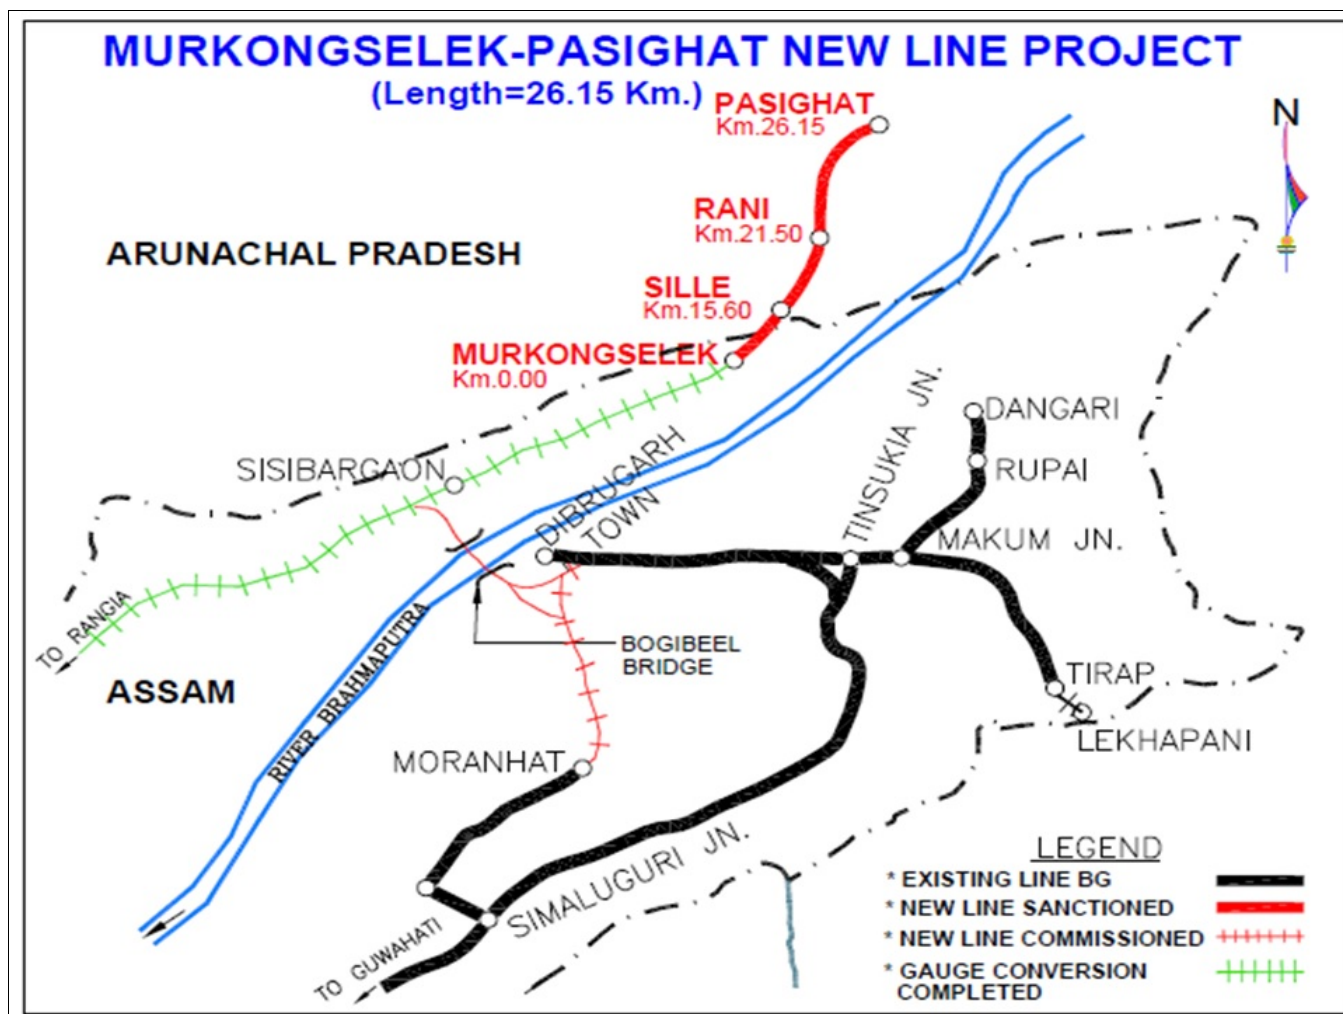 MURKONGSELEK-PASIGHAT NEW LINE PROJECT
(Length=26.15 Km.)
PASIGHAT
Km.26.15
N
RANI
Km.21.50
ARUNACHAL PRADESH
SILLE
Km.15.60
MURKONGSELEK
Km.0.00
DANGARI
SISIBARGAON
RUPAI
DIBRUGARH
TOWN
TINSUKIA JN.
MAKUM JN.
TO RANGIA
RIVER BRAHMAPUTRA
BOGIBEEL
BRIDGE
ASSAM
TIRAP
LEKHAPANI
MORANHAT
SIMALUGURI JN.
TO GUWAHATI
LEGEND
* EXISTING LINE BG
* NEW LINE SANCTIONED
* NEW LINE COMMISSIONED
* GAUGE CONVERSION
COMPLETED